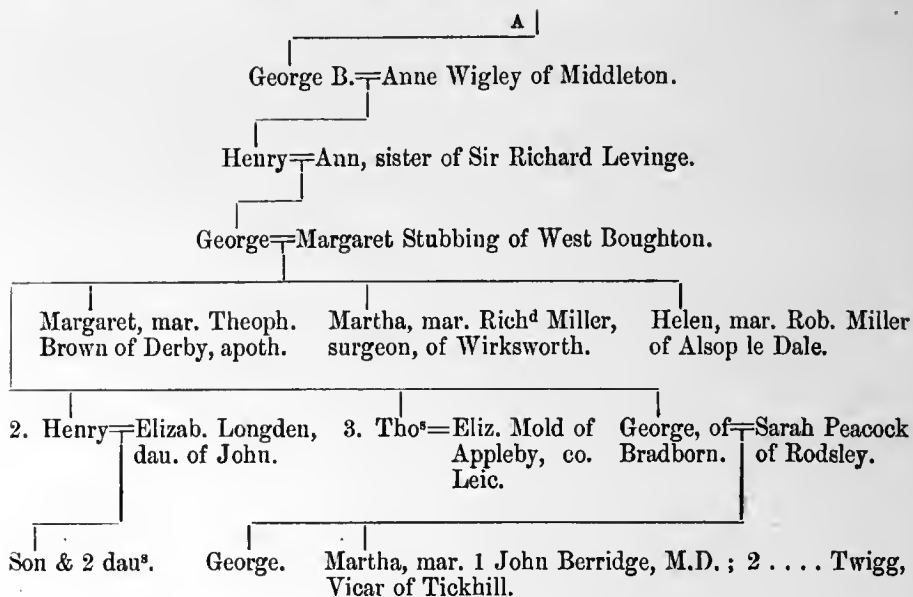 A
George B.=Anne Wigley of Middleton.
Henry=Ann, sister of Sir Richard Levinge.
George=Margaret Stubbing of West Boughton.
Margaret, mar. Theoph. Brown of Derby, apoth.
Martha, mar. Richᵈ Miller, surgeon, of Wirksworth.
Helen, mar. Rob. Miller of Alsop le Dale.
2. Henry=Elizab. Longden, dau. of John.
3. Thoˢ=Eliz. Mold of Appleby, co. Leic.
George, of Bradborn.=Sarah Peacock of Rodsley.
Son & 2 dauˢ.
George.
Martha, mar. 1 John Berridge, M.D.; 2 .... Twigg, Vicar of Tickhill.